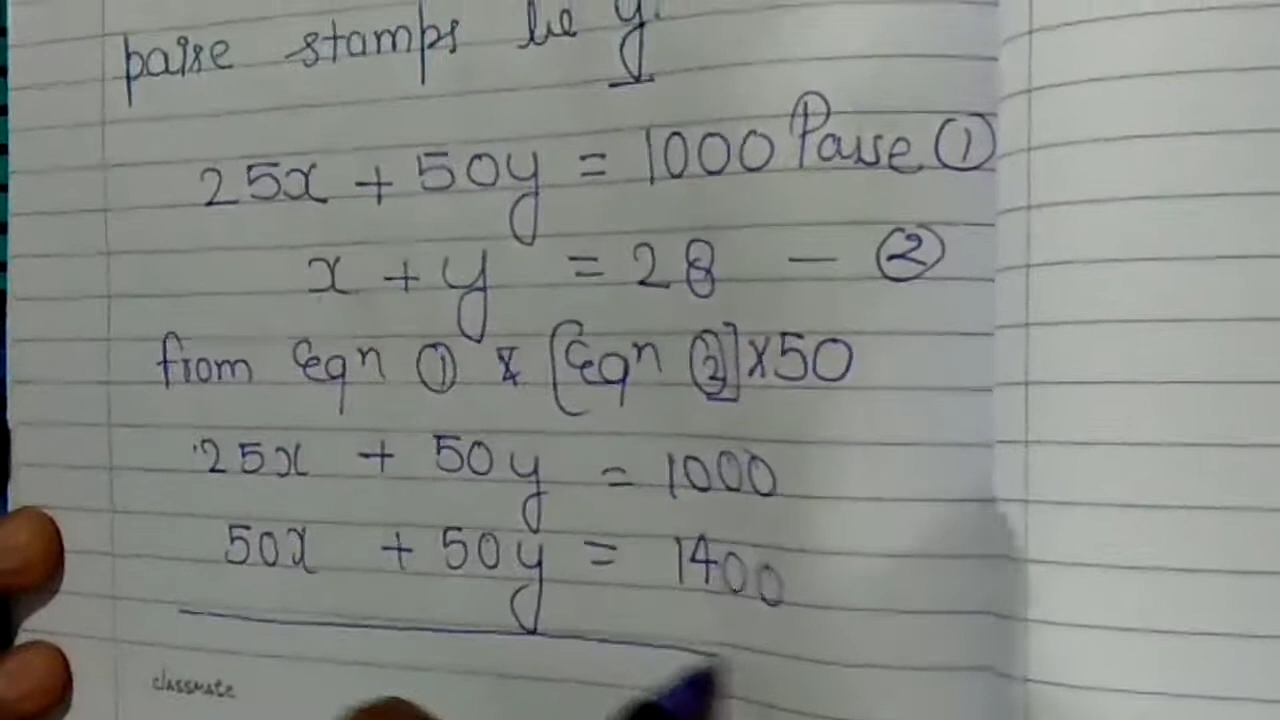 paise stamps be y.
25x + 50y = 1000 Paise ①
x + y = 28 - ②
from Eqn ① & [Eqn ②]x50
25x + 50y = 1000
50x + 50y = 1400
classmate